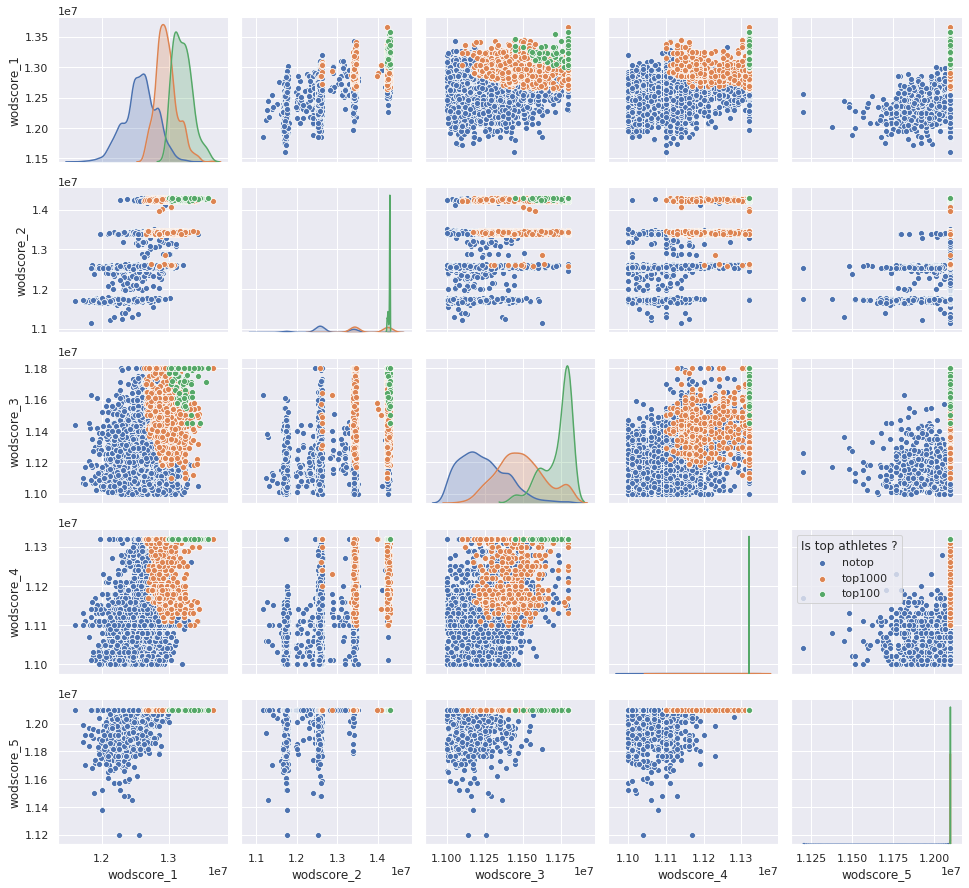 1e7
wodscore_1
1.35
1.30
1.25
1.20
1.15
1e7
wodscore_2
1.4
1.3
1.2
1.1
1e7
wodscore_3
1.18
1.16
1.14
1.12
1.10
1e7
wodscore_4
1.13
1.12
1.11
1.10
Is top athletes ?
notop
top1000
top100
1e7
wodscore_5
1.20
1.18
1.16
1.14
1.12
1.2 1.3 1e7
wodscore_1
1.1 1.2 1.3 1.4 1e7
wodscore_2
1.100 1.125 1.150 1.175 1e7
wodscore_3
1.10 1.11 1.12 1.13 1e7
wodscore_4
1.125 1.150 1.175 1.200 1e7
wodscore_5